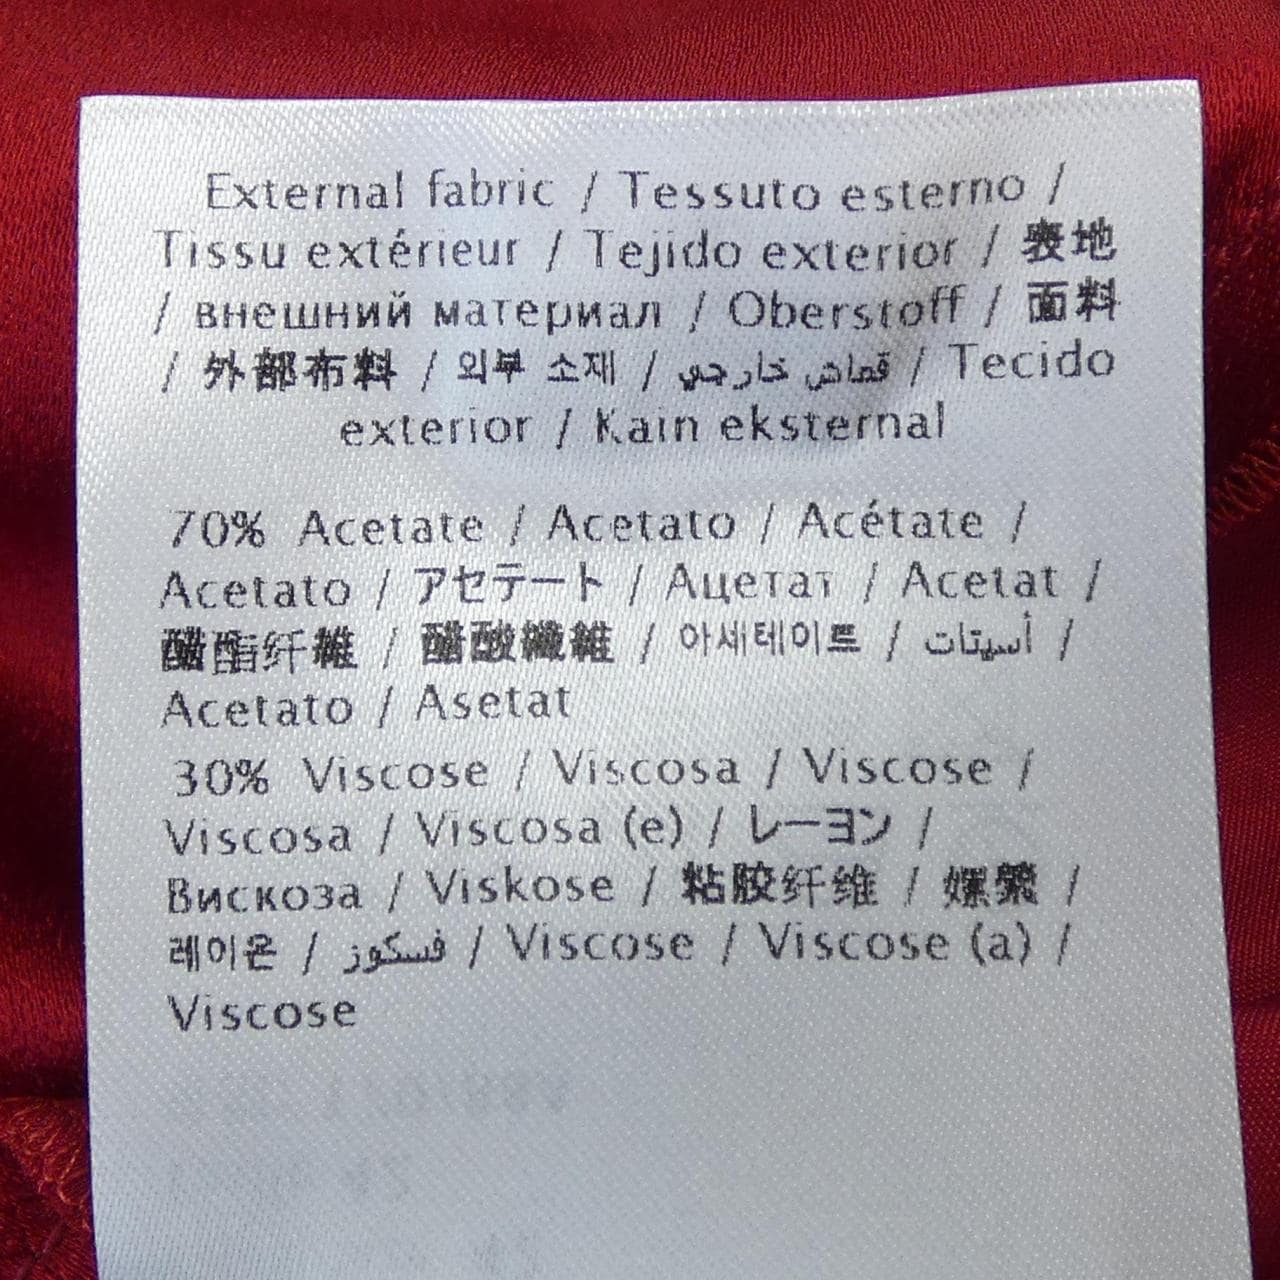 External fabric / Tessuto esterno /
Tissu extérieur / Tejido exterior / 表地
/ внешний материал / Oberstoff / 面料
/ 外部布料 / 외부 소재 / قماش خارجي / Tecido
exterior / Kain eksternal
70% Acetate / Acetato / Acétate /
Acetato / アセテート / Ацетат / Acetat /
醋酯纤維 / 醋酸纖維 / 아세테이트 / أسيتات /
Acetato / Asetat
30% Viscose / Viscosa / Viscose /
Viscosa / Viscosa (e) / レーヨン /
Вискоза / Viskose / 粘胶纤维 / 嫘縈 /
레이온 / فسكوز / Viscose / Viscose (a) /
Viscose